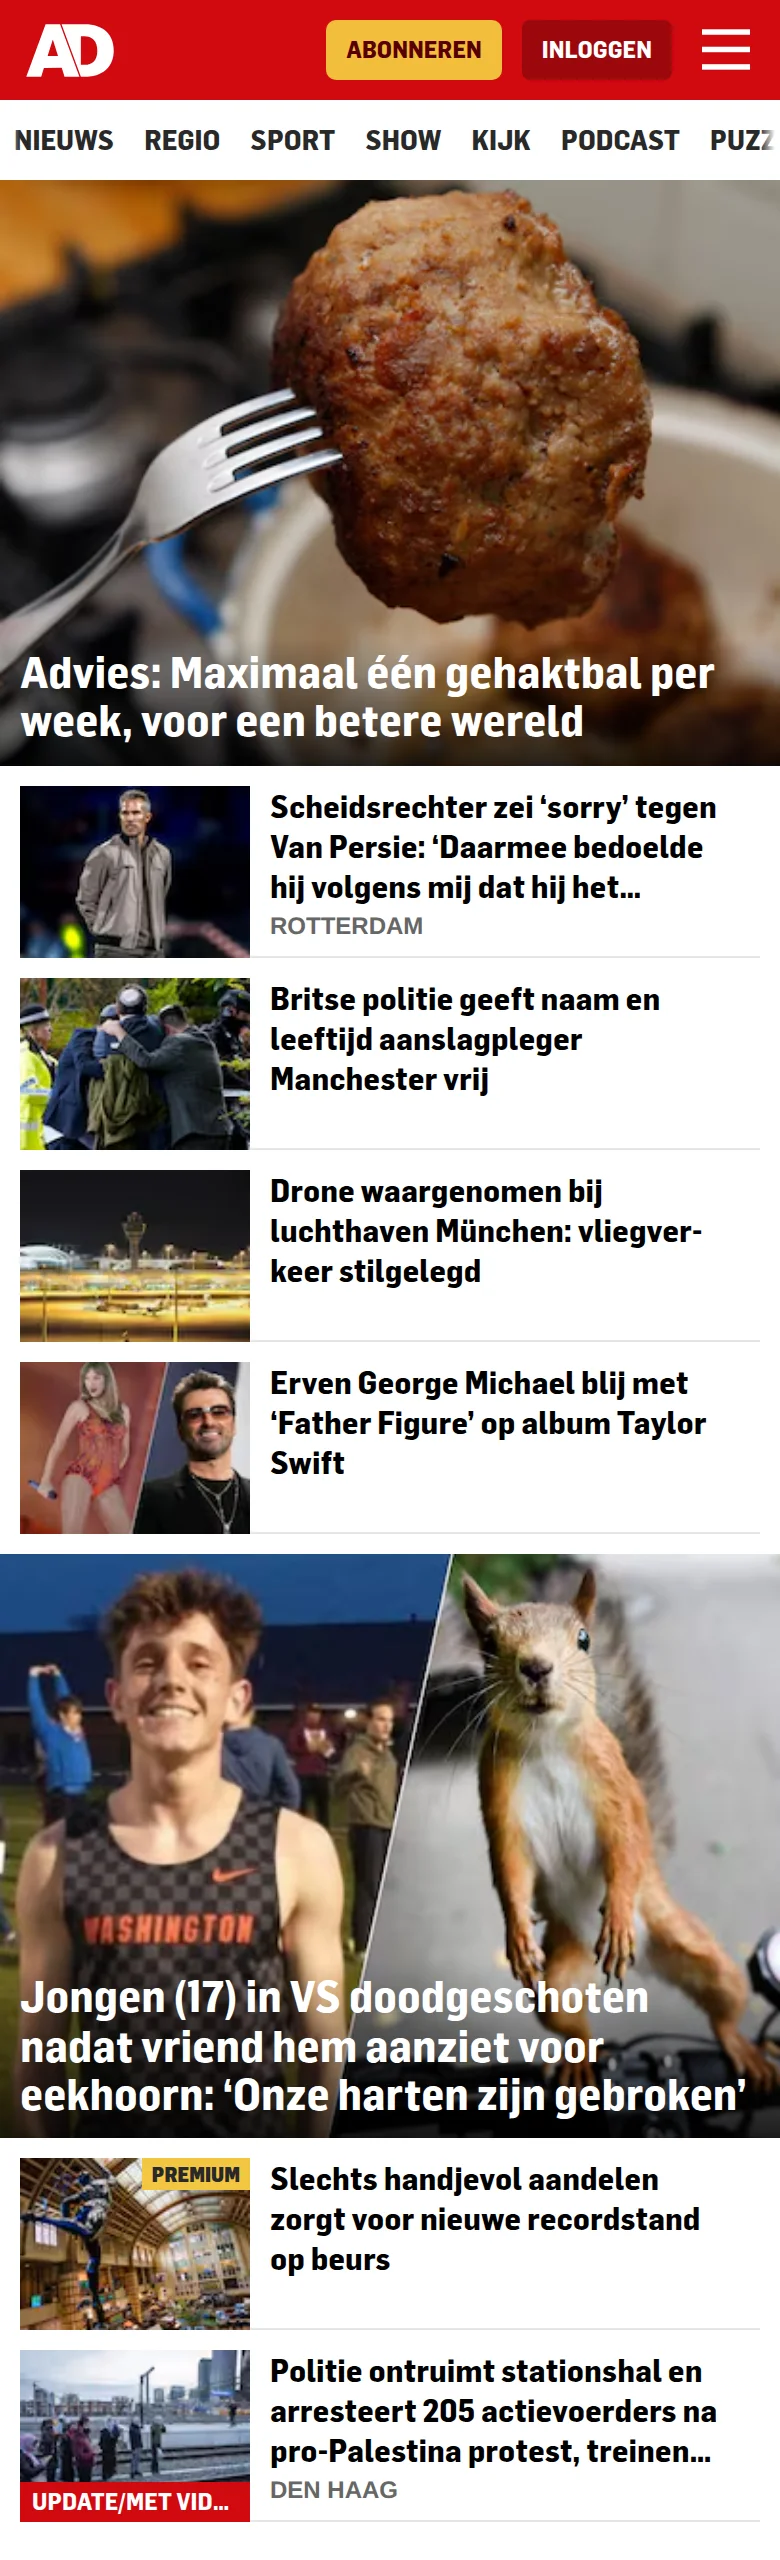 AD
ABONNEREN
INLOGGEN
NIEUWS REGIO SPORT SHOW KIJK PODCAST PUZZ
Advies: Maximaal één gehaktbal per
week, voor een betere wereld
Scheidsrechter zei ‘sorry’ tegen
Van Persie: ‘Daarmee bedoelde
hij volgens mij dat hij het...
ROTTERDAM
Britse politie geeft naam en
leeftijd aanslagpleger
Manchester vrij
Drone waargenomen bij
luchthaven München: vliegver-
keer stilgelegd
Erven George Michael blij met
‘Father Figure’ op album Taylor
Swift
WASHINGTON
Jongen (17) in VS doodgeschoten
nadat vriend hem aanziet voor
eekhoorn: ‘Onze harten zijn gebroken’
PREMIUM
Slechts handjevol aandelen
zorgt voor nieuwe recordstand
op beurs
Politie ontruimt stationshal en
arresteert 205 actievoerders na
pro-Palestina protest, treinen...
UPDATE/MET VID...
DEN HAAG